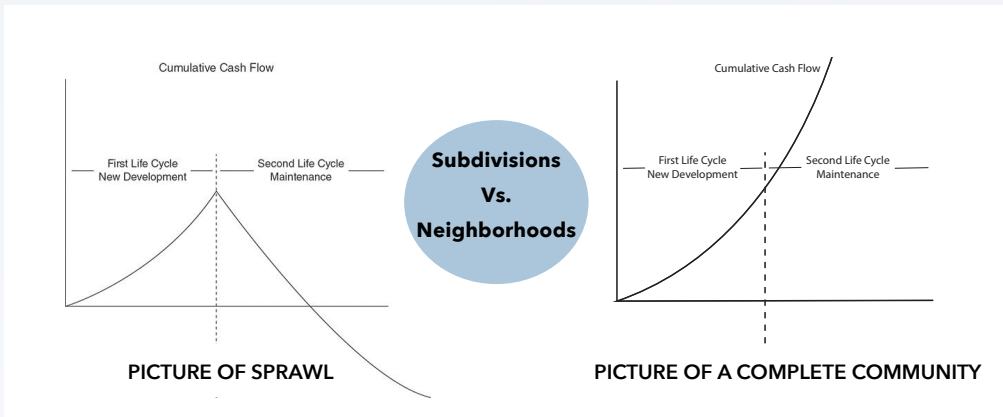 Cumulative Cash Flow
First Life Cycle
New Development
Second Life Cycle
Maintenance
PICTURE OF SPRAWL
Subdivisions
Vs.
Neighborhoods
Cumulative Cash Flow
First Life Cycle
New Development
Second Life Cycle
Maintenance
PICTURE OF A COMPLETE COMMUNITY